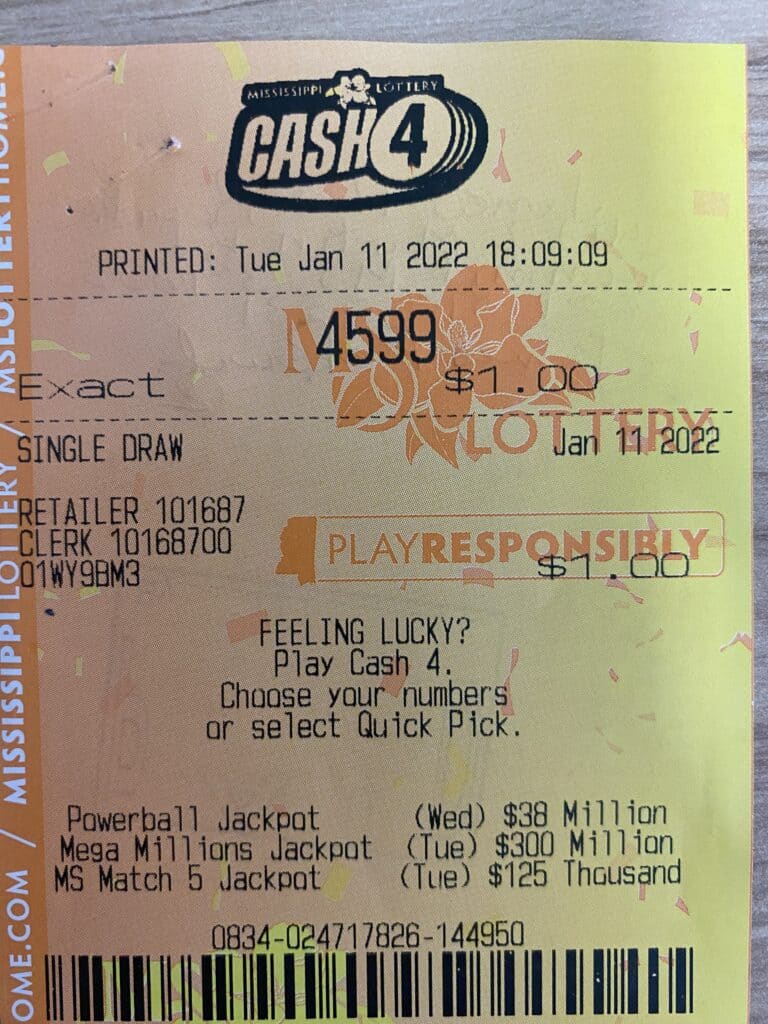 MISSISSIPPI LOTTERY
CASH 4
PRINTED: Tue Jan 11 2022 18:09:09
4599
Exact $1.00
MS
LOTTERY
SINGLE DRAW Jan 11 2022
RETAILER 101687
CLERK 10168700
01WY9BM3
PLAYRESPONSIBLY
$1.00
FEELING LUCKY?
Play Cash 4.
Choose your numbers
or select Quick Pick.
Powerball Jackpot (Wed) $38 Million
Mega Millions Jackpot (Tue) $300 Million
MS Match 5 Jackpot (Tue) $125 Thousand
0834-024717826-144950
OME.COM / MISSISSIPPI LOTTERY / MSLOTTERYHOME.C